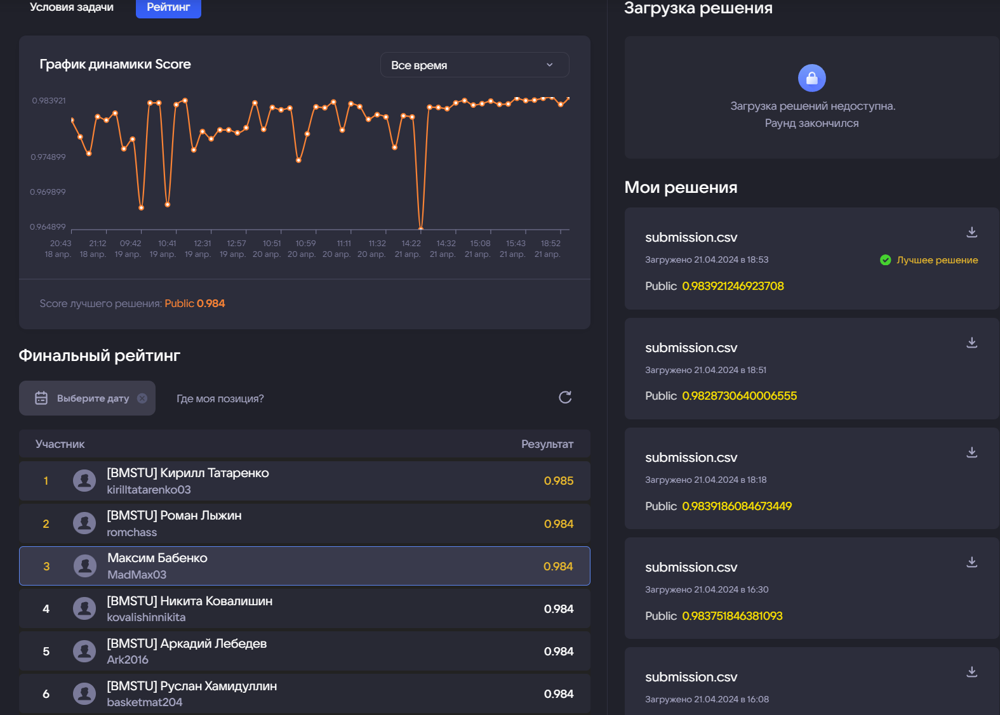 Условия задачи
Рейтинг
График динамики Score
Все время
0.983921
0.974899
0.969899
0.964899
20:43 21:12 09:42 10:41 12:31 12:57 10:51 10:59 11:11 11:32 14:22 14:32 15:08 15:43 18:52
18 апр. 18 апр. 19 апр. 19 апр. 19 апр. 19 апр. 20 апр. 20 апр. 20 апр. 20 апр. 21 апр. 21 апр. 21 апр. 21 апр. 21 апр.
Score лучшего решения: Public 0.984
Финальный рейтинг
Выберите дату
Где моя позиция?
Участник Результат
1 [BMSTU] Кирилл Татаренко 0.985
kirilltatarenko03
2 [BMSTU] Роман Лыжин 0.984
romchass
3 Максим Бабенко 0.984
MadMax03
4 [BMSTU] Никита Ковалишин 0.984
kovalishinnikita
5 [BMSTU] Аркадий Лебедев 0.984
Ark2016
6 [BMSTU] Руслан Хамидуллин 0.984
basketmat204
Загрузка решения
Загрузка решений недоступна.
Раунд закончился
Мои решения
submission.csv
Загружено 21.04.2024 в 18:53
Лучшее решение
Public 0.983921246923708
submission.csv
Загружено 21.04.2024 в 18:51
Public 0.9828730640006555
submission.csv
Загружено 21.04.2024 в 18:18
Public 0.9839186084673449
submission.csv
Загружено 21.04.2024 в 16:30
Public 0.983751846381093
submission.csv
Загружено 21.04.2024 в 16:08